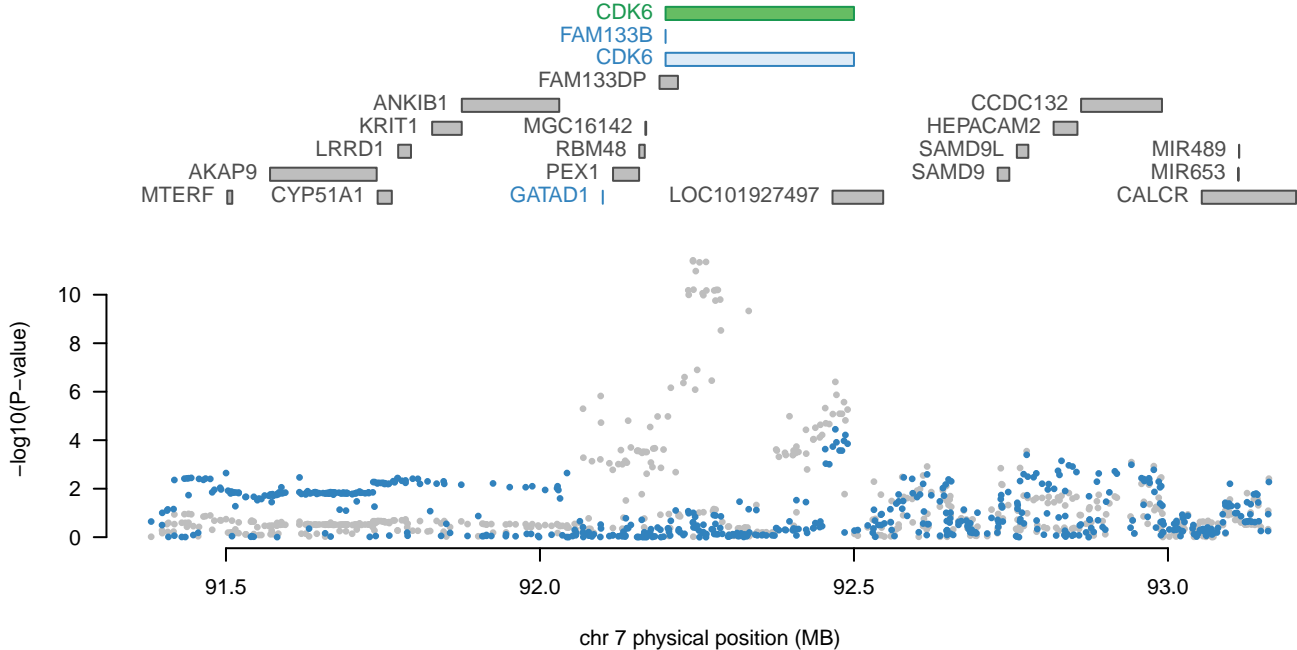 CDK6
FAM133B
CDK6
FAM133DP
ANKIB1 CCDC132
KRIT1 MGC16142 HEPACAM2
LRRD1 RBM48 SAMD9L MIR489
AKAP9 PEX1 SAMD9 MIR653
MTERF CYP51A1 GATAD1 LOC101927497 CALCR
10
8
6
4
2
0
−log10(P−value)
91.5 92.0 92.5 93.0
chr 7 physical position (MB)